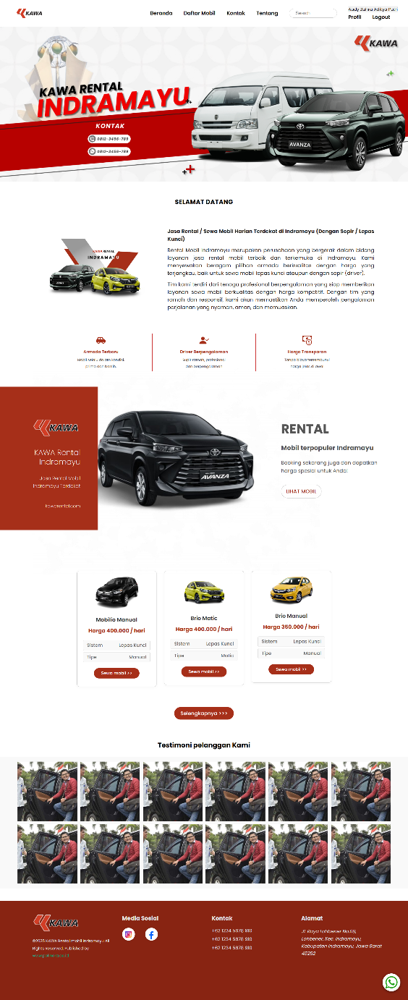 KAWA
Beranda
Daftar Mobil
Kontak
Tentang
Search
Audy Zahra Aditya Putri
Profil
Logout
KAWA
KAWA RENTAL
INDRAMAYU
KONTAK
0812-3456-789
0812-3456-789
AVANZA
SELAMAT DATANG
Jasa Rental / Sewa Mobil Harian Terdekat di Indramayu (Dengan Sopir / Lepas
Kunci)
Rental Mobil Indramayu merupakan perusahaan yang bergerak dalam bidang
layanan jasa rental mobil terbaik dan terkemuka di Indramayu. Kami
menyewakan beragam pilihan armada berkualitas dengan harga yang
terjangkau, baik untuk sewa mobil lepas kunci ataupun dengan sopir (driver).
Tim kami terdiri dari tenaga profesional berpengalaman yang siap memberikan
layanan sewa mobil berkualitas dengan harga kompetitif. Dengan tim yang
ramah dan responsif, kami akan memastikan Anda memperoleh pengalaman
perjalanan yang nyaman, aman, dan memuaskan.
KAWA RENTAL
INDRAMAYU
Armada Terbaru
Mobil selalu dalam kondisi
prima dan bersih.
Driver Berpengalaman
Supir ramah, profesional
dan berpengalaman
Harga Transparan
Tanpa biaya tersembunyi
harga jelas di awal
KAWA
KAWA Rental
Indramayu
Jasa Rental Mobil
Indramayu Terdekat
kawarental.com
AVANZA
RENTAL
Mobil terpopuler Indramayu
Booking sekarang juga dan dapatkan
harga spesial untuk Anda!
LIHAT MOBIL
Mobilio Manual
Harga 400.000 / hari
Sistem Lepas Kunci
Tipe Manual
Sewa mobil >>
Brio Matic
Harga 400.000 / hari
Sistem Lepas Kunci
Tipe Matic
Sewa mobil >>
Brio Manual
Harga 350.000 / hari
Sistem Lepas Kunci
Tipe Manual
Sewa mobil >>
Selengkapnya >>>
Testimoni pelanggan Kami
KAWA
©2025 KAWA Rental mobil Indramayu All
Rights Reserved. Published by
www.polindra.ac.id
Media Sosial
Kontak
+62 1234 5678 910
+62 1234 5678 910
+62 1234 5678 910
Alamat
Jl. Raya Lohbener No.08,
Lohbener, Kec. Indramayu,
Kabupaten Indramayu, Jawa Barat
45252